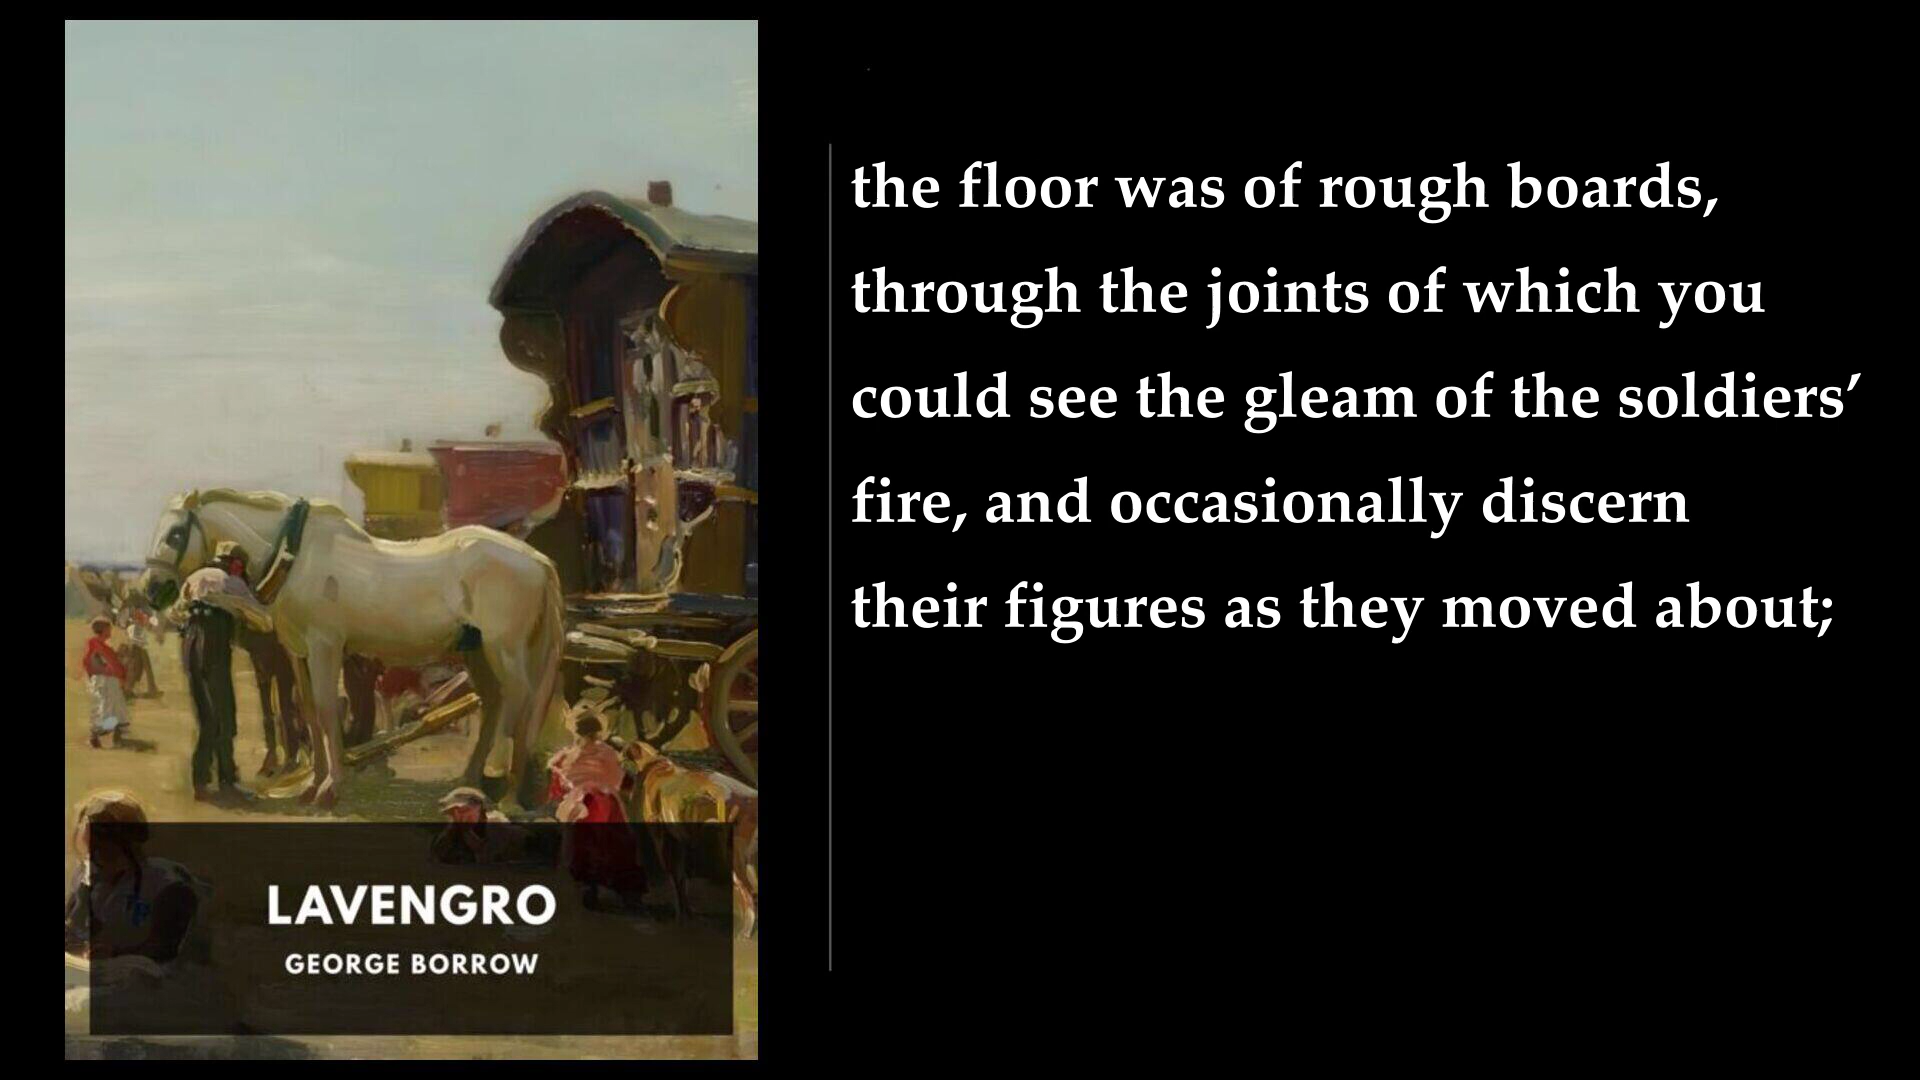 LAVENGRO
GEORGE BORROW
the floor was of rough boards,
through the joints of which you
could see the gleam of the soldiers’
fire, and occasionally discern
their figures as they moved about;